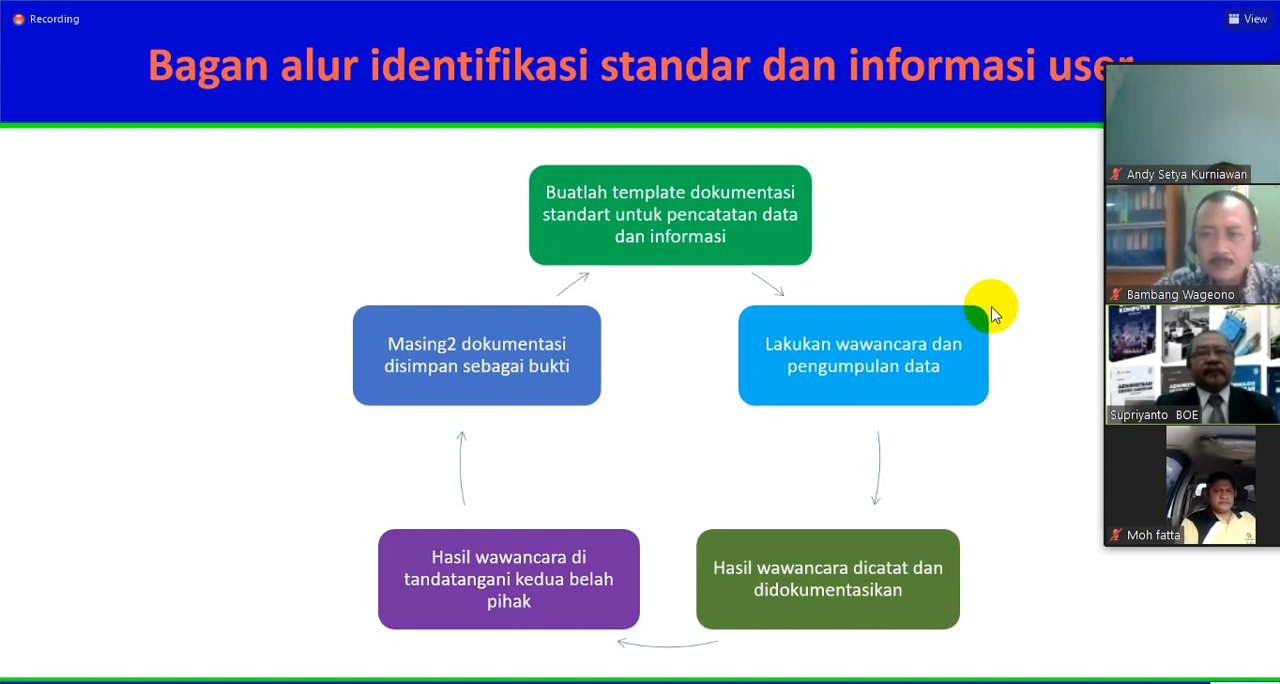 Recording
View
Bagan alur identifikasi standar dan informasi user
Buatlah template dokumentasi
standart untuk pencatatan data
dan informasi
Masing2 dokumentasi
disimpan sebagai bukti
Lakukan wawancara dan
pengumpulan data
Hasil wawancara di
tandatangani kedua belah
pihak
Hasil wawancara dicatat dan
didokumentasikan
Andy Setya Kurniawan
Bambang Wageono
KOMPUTER
Supriyanto BOE
Moh fatta